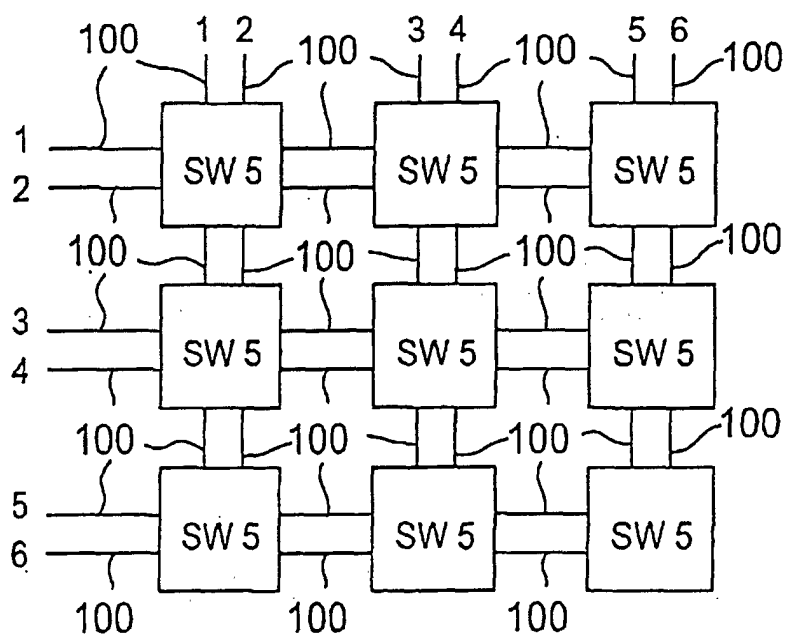 1 2 3 4 5 6
100 100 100 100
1 SW 5 SW 5 SW 5
2
100 100 100 100
3 SW 5 SW 5 SW 5
4
100 100 100 100
5 SW 5 SW 5 SW 5
6
100 100 100